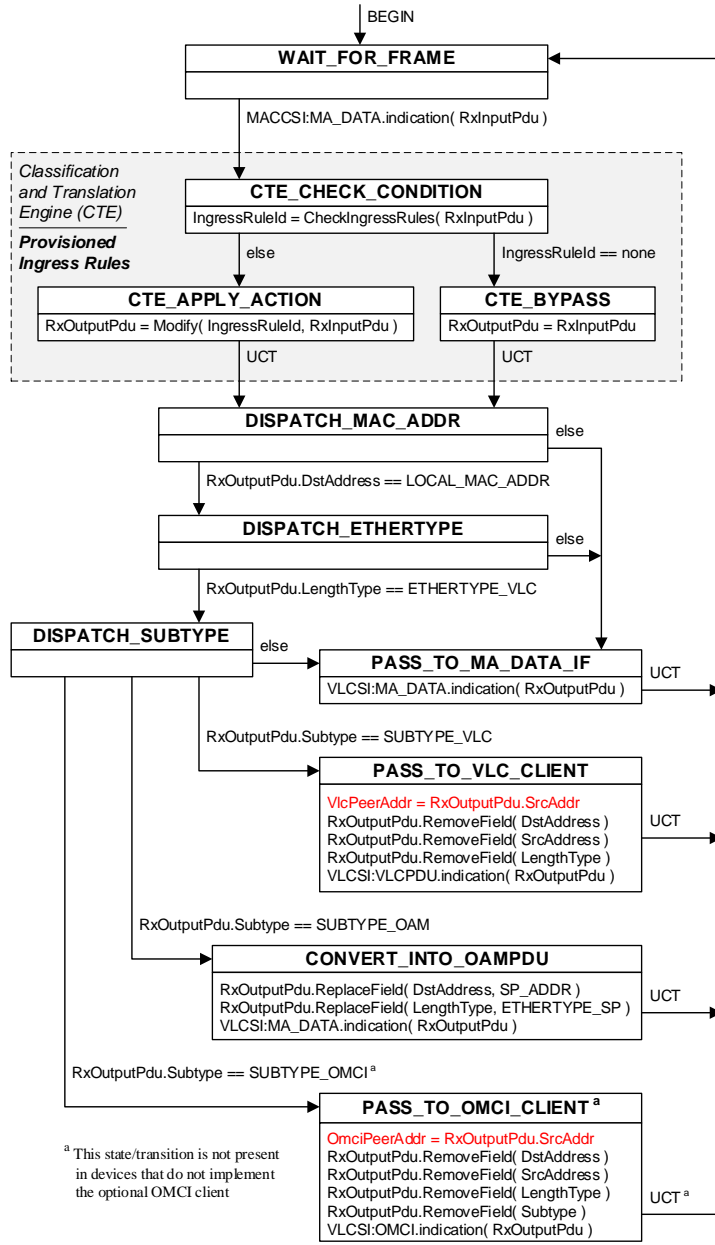 BEGIN
WAIT_FOR_FRAME
MACCSI:MA_DATA.indication( RxInputPdu )
Classification
and Translation
Engine (CTE)
Provisioned
Ingress Rules
CTE_CHECK_CONDITION
IngressRuleId = CheckIngressRules( RxInputPdu )
else
IngressRuleId == none
CTE_APPLY_ACTION
RxOutputPdu = Modify( IngressRuleId, RxInputPdu )
CTE_BYPASS
RxOutputPdu = RxInputPdu
UCT
UCT
DISPATCH_MAC_ADDR
else
RxOutputPdu.DstAddress == LOCAL_MAC_ADDR
DISPATCH_ETHERTYPE
else
RxOutputPdu.LengthType == ETHERTYPE_VLC
DISPATCH_SUBTYPE
else
PASS_TO_MA_DATA_IF
VLCSI:MA_DATA.indication( RxOutputPdu )
UCT
RxOutputPdu.Subtype == SUBTYPE_VLC
PASS_TO_VLC_CLIENT
VlcPeerAddr = RxOutputPdu.SrcAddr
RxOutputPdu.RemoveField( DstAddress )
RxOutputPdu.RemoveField( SrcAddress )
RxOutputPdu.RemoveField( LengthType )
VLCSI:VLCPDU.indication( RxOutputPdu )
UCT
RxOutputPdu.Subtype == SUBTYPE_OAM
CONVERT_INTO_OAMPDU
RxOutputPdu.ReplaceField( DstAddress, SP_ADDR )
RxOutputPdu.ReplaceField( LengthType, ETHERTYPE_SP )
VLCSI:MA_DATA.indication( RxOutputPdu )
UCT
RxOutputPdu.Subtype == SUBTYPE_OMCI a
PASS_TO_OMCI_CLIENT a
OmciPeerAddr = RxOutputPdu.SrcAddr
RxOutputPdu.RemoveField( DstAddress )
RxOutputPdu.RemoveField( SrcAddress )
RxOutputPdu.RemoveField( LengthType )
RxOutputPdu.RemoveField( Subtype )
VLCSI:OMCI.indication( RxOutputPdu )
UCT a
a This state/transition is not present
in devices that do not implement
the optional OMCI client